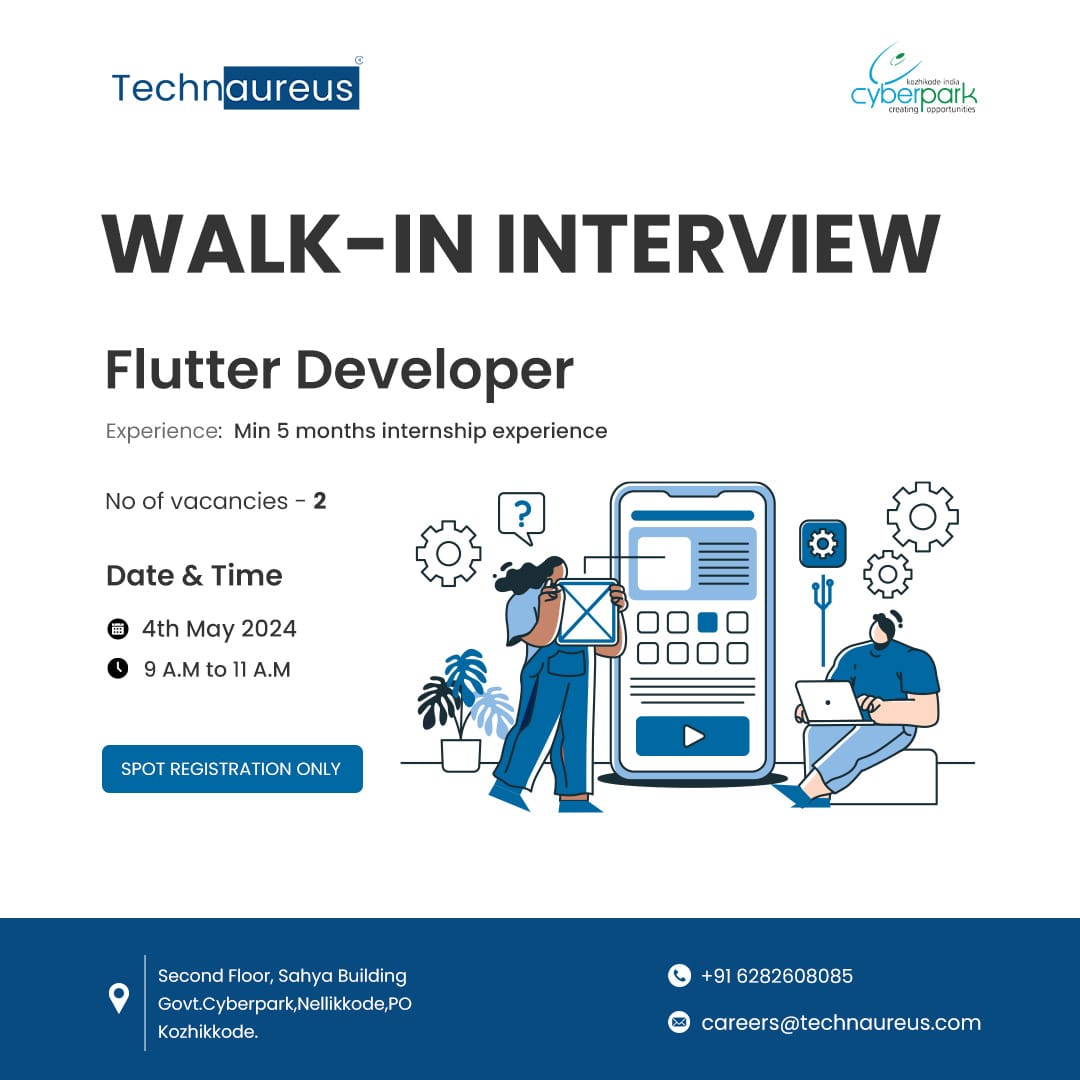 Technaureus
kozhikode india
cyberpark
creating opportunities
WALK-IN INTERVIEW
Flutter Developer
Experience: Min 5 months internship experience
No of vacancies - 2
?
Date & Time
4th May 2024
9 A.M to 11 A.M
SPOT REGISTRATION ONLY
Second Floor, Sahya Building
Govt.Cyberpark,Nellikkode,PO
Kozhikkode.
+91 6282608085
careers@technaureus.com